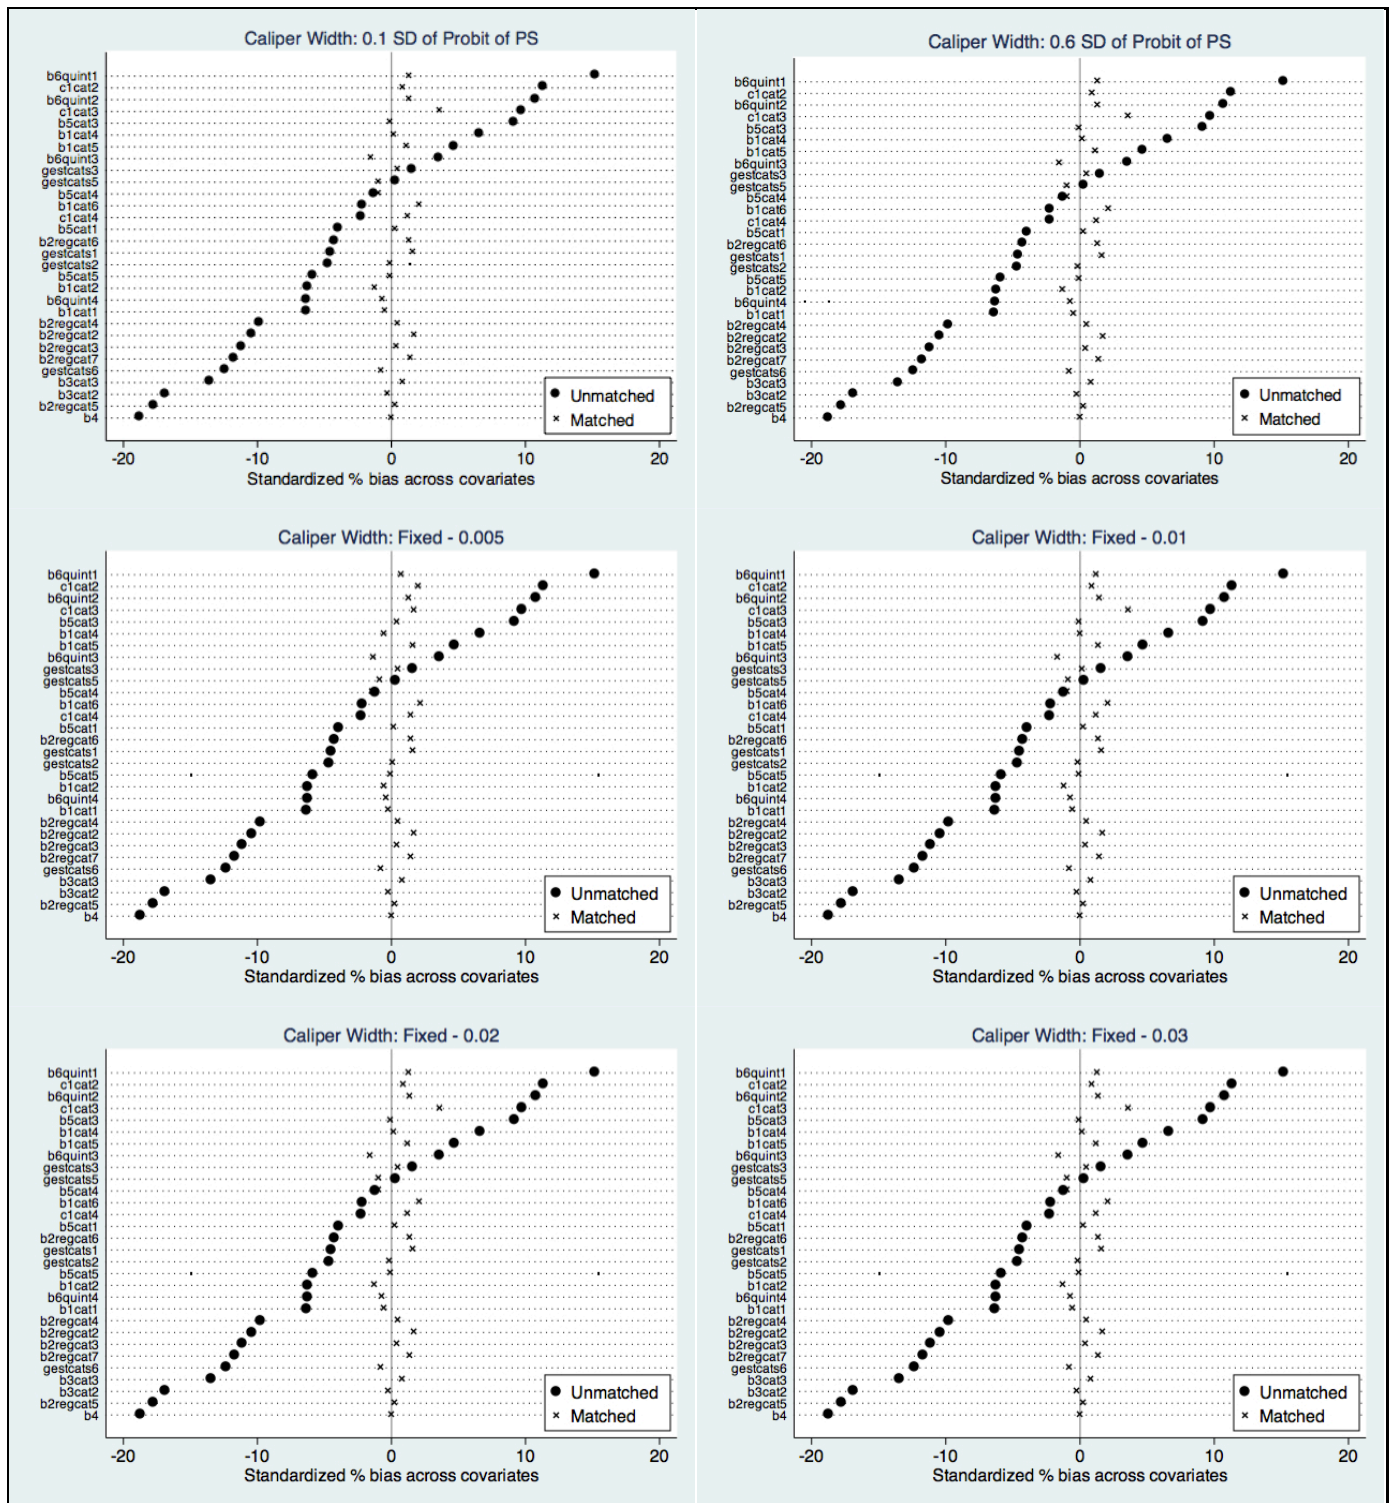 Caliper Width: 0.1 SD of Probit of PS
b6quint1
c1cat2
b6quint2
c1cat3
b5cat3
b1cat4
b1cat5
b6quint3
gestcats3
gestcats5
b5cat4
b1cat6
c1cat4
b5cat1
b2regcat6
gestcats1
gestcats2
b5cat5
b1cat2
b6quint4
b1cat1
b2regcat4
b2regcat2
b2regcat3
b2regcat7
gestcats6
b3cat3
b3cat2
b2regcat5
b4
Unmatched
Matched
-20 -10 0 10 20
Standardized % bias across covariates
Caliper Width: 0.6 SD of Probit of PS
b6quint1
c1cat2
b6quint2
c1cat3
b5cat3
b1cat4
b1cat5
b6quint3
gestcats3
gestcats5
b5cat4
b1cat6
c1cat4
b5cat1
b2regcat6
gestcats1
gestcats2
b5cat5
b1cat2
b6quint4
b1cat1
b2regcat4
b2regcat2
b2regcat3
b2regcat7
gestcats6
b3cat3
b3cat2
b2regcat5
b4
Unmatched
Matched
-20 -10 0 10 20
Standardized % bias across covariates
Caliper Width: Fixed - 0.005
b6quint1
c1cat2
b6quint2
c1cat3
b5cat3
b1cat4
b1cat5
b6quint3
gestcats3
gestcats5
b5cat4
b1cat6
c1cat4
b5cat1
b2regcat6
gestcats1
gestcats2
b5cat5
b1cat2
b6quint4
b1cat1
b2regcat4
b2regcat2
b2regcat3
b2regcat7
gestcats6
b3cat3
b3cat2
b2regcat5
b4
Unmatched
Matched
-20 -10 0 10 20
Standardized % bias across covariates
Caliper Width: Fixed - 0.01
b6quint1
c1cat2
b6quint2
c1cat3
b5cat3
b1cat4
b1cat5
b6quint3
gestcats3
gestcats5
b5cat4
b1cat6
c1cat4
b5cat1
b2regcat6
gestcats1
gestcats2
b5cat5
b1cat2
b6quint4
b1cat1
b2regcat4
b2regcat2
b2regcat3
b2regcat7
gestcats6
b3cat3
b3cat2
b2regcat5
b4
Unmatched
Matched
-20 -10 0 10 20
Standardized % bias across covariates
Caliper Width: Fixed - 0.02
b6quint1
c1cat2
b6quint2
c1cat3
b5cat3
b1cat4
b1cat5
b6quint3
gestcats3
gestcats5
b5cat4
b1cat6
c1cat4
b5cat1
b2regcat6
gestcats1
gestcats2
b5cat5
b1cat2
b6quint4
b1cat1
b2regcat4
b2regcat2
b2regcat3
b2regcat7
gestcats6
b3cat3
b3cat2
b2regcat5
b4
Unmatched
Matched
-20 -10 0 10 20
Standardized % bias across covariates
Caliper Width: Fixed - 0.03
b6quint1
c1cat2
b6quint2
c1cat3
b5cat3
b1cat4
b1cat5
b6quint3
gestcats3
gestcats5
b5cat4
b1cat6
c1cat4
b5cat1
b2regcat6
gestcats1
gestcats2
b5cat5
b1cat2
b6quint4
b1cat1
b2regcat4
b2regcat2
b2regcat3
b2regcat7
gestcats6
b3cat3
b3cat2
b2regcat5
b4
Unmatched
Matched
-20 -10 0 10 20
Standardized % bias across covariates